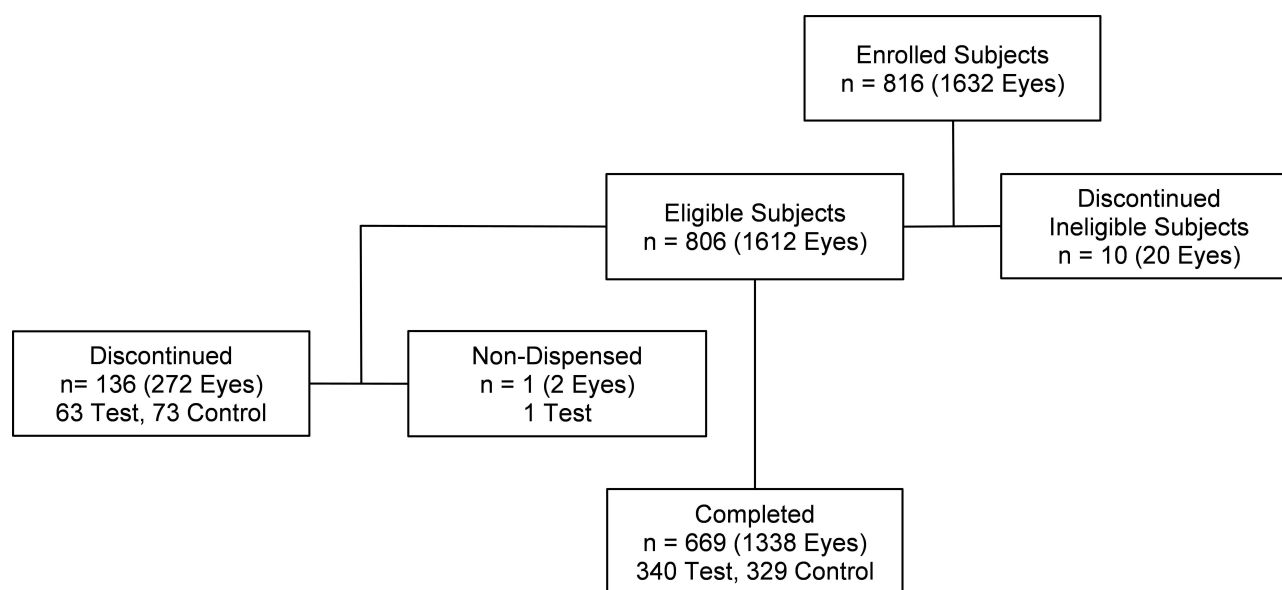 Enrolled Subjects
n = 816 (1632 Eyes)
Eligible Subjects
n = 806 (1612 Eyes)
Discontinued
Ineligible Subjects
n = 10 (20 Eyes)
Discontinued
n= 136 (272 Eyes)
63 Test, 73 Control
Non-Dispensed
n = 1 (2 Eyes)
1 Test
Completed
n = 669 (1338 Eyes)
340 Test, 329 Control